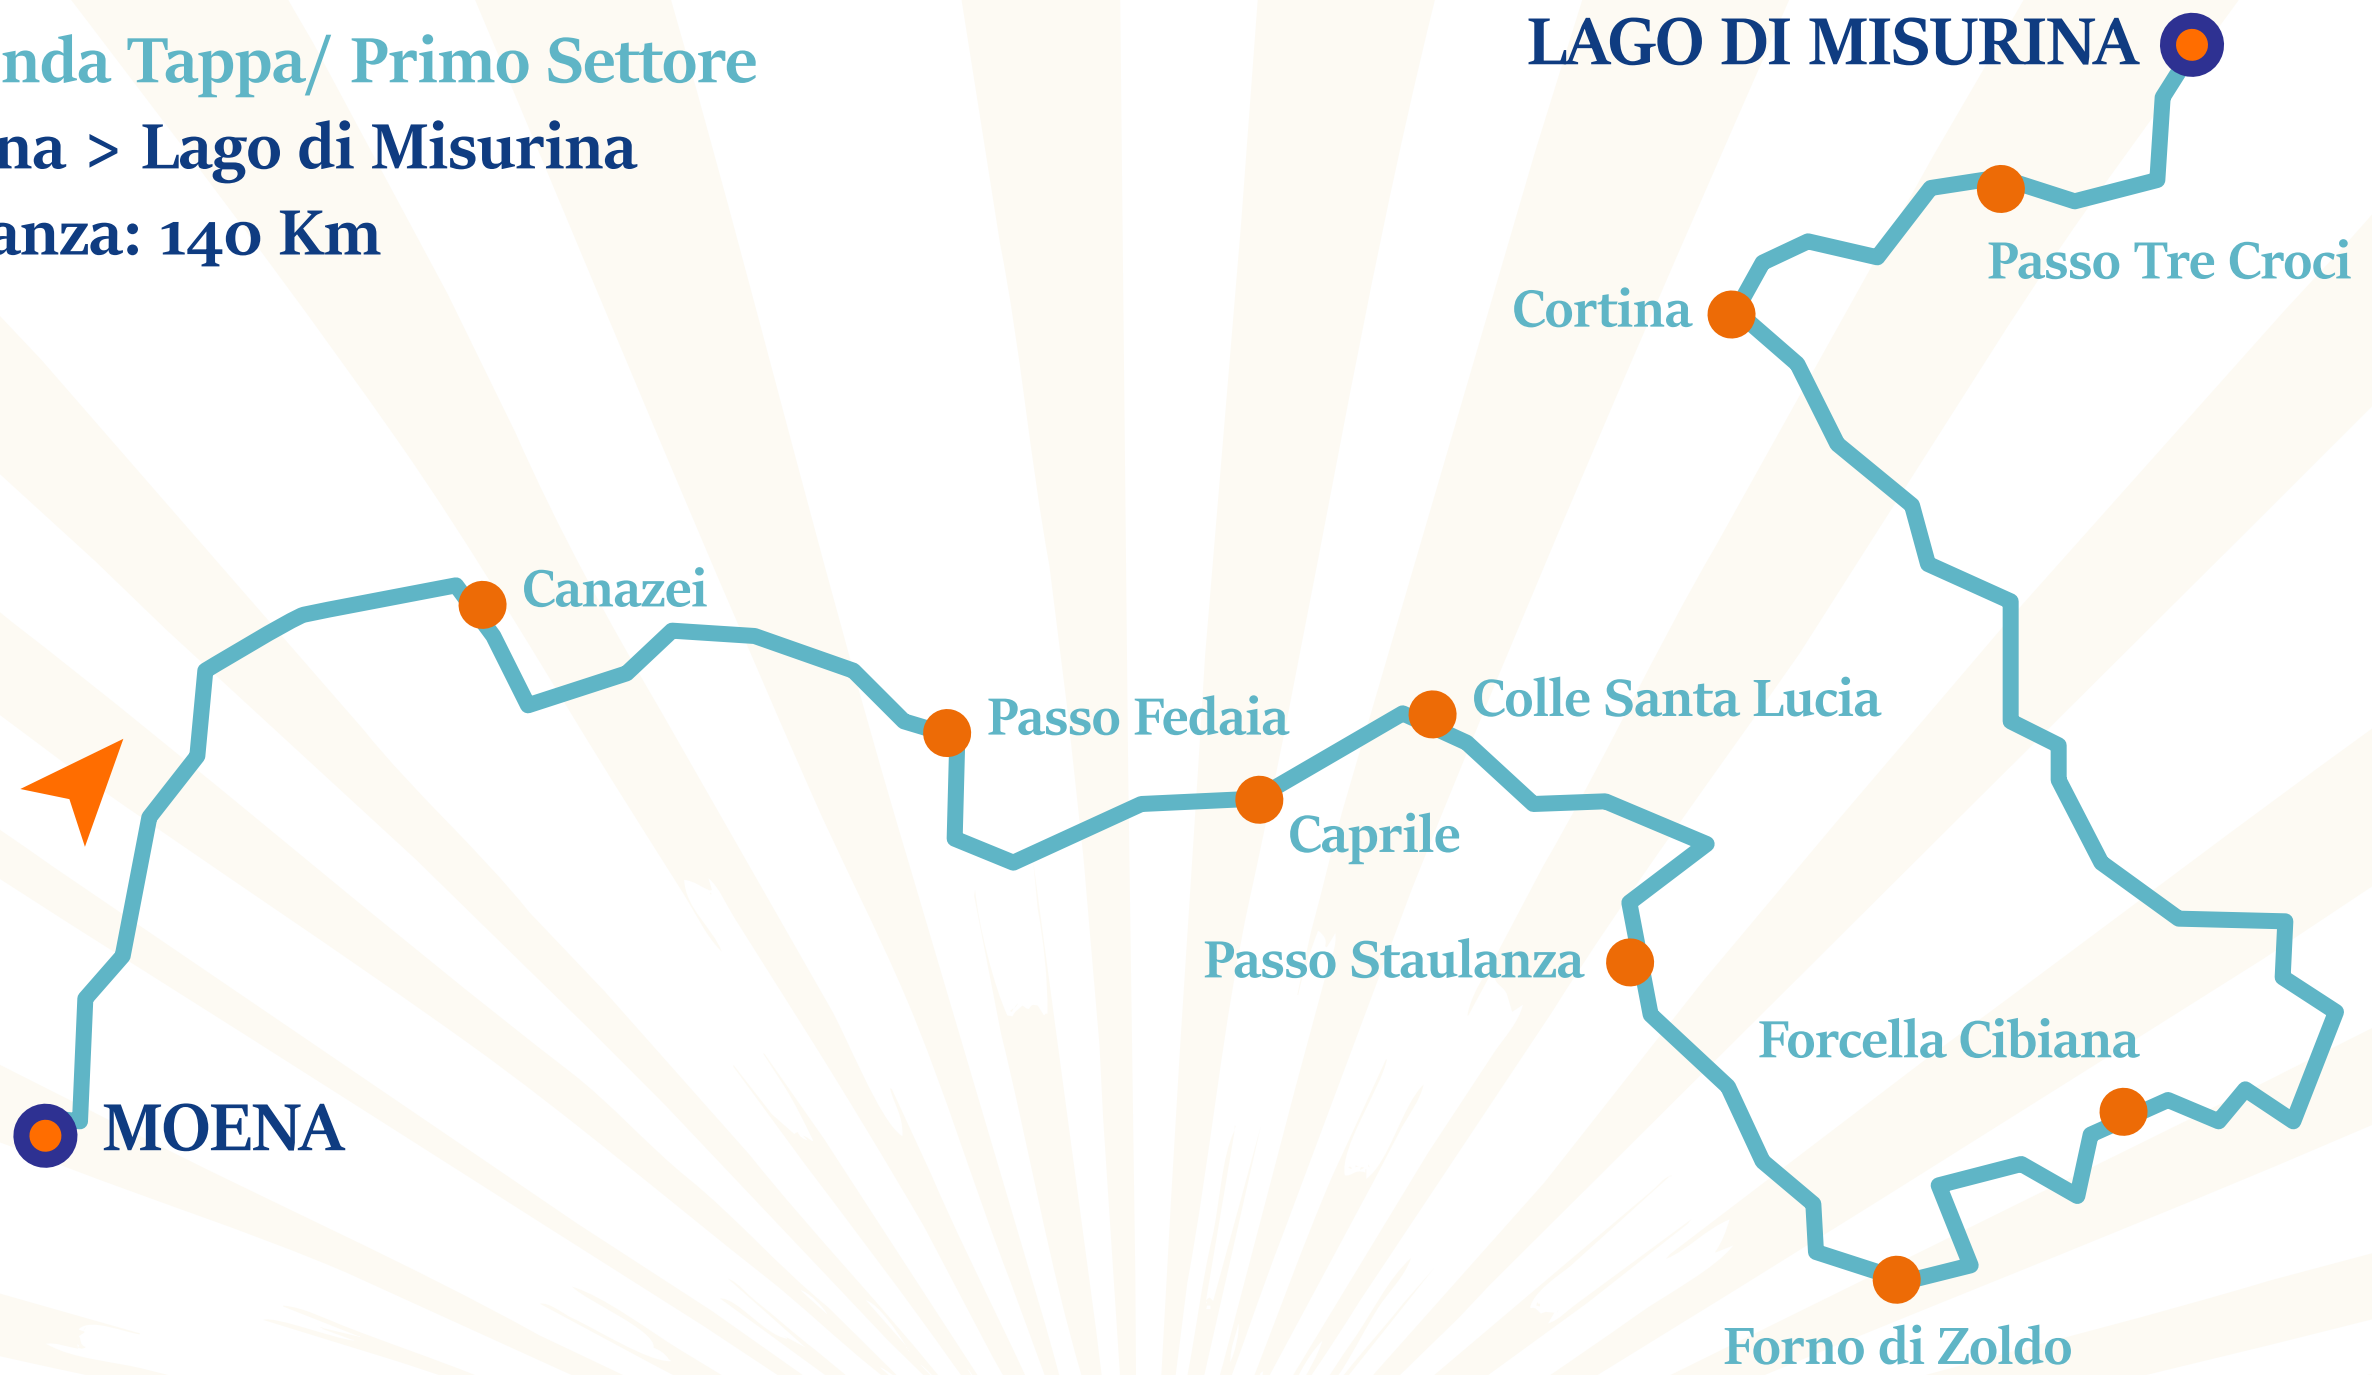 nda Tappa/ Primo Settore
na > Lago di Misurina
anza: 140 Km
LAGO DI MISURINA
Passo Tre Croci
Cortina
Canazei
Colle Santa Lucia
Passo Fedaia
Caprile
Passo Staulanza
Forcella Cibiana
MOENA
Forno di Zoldo